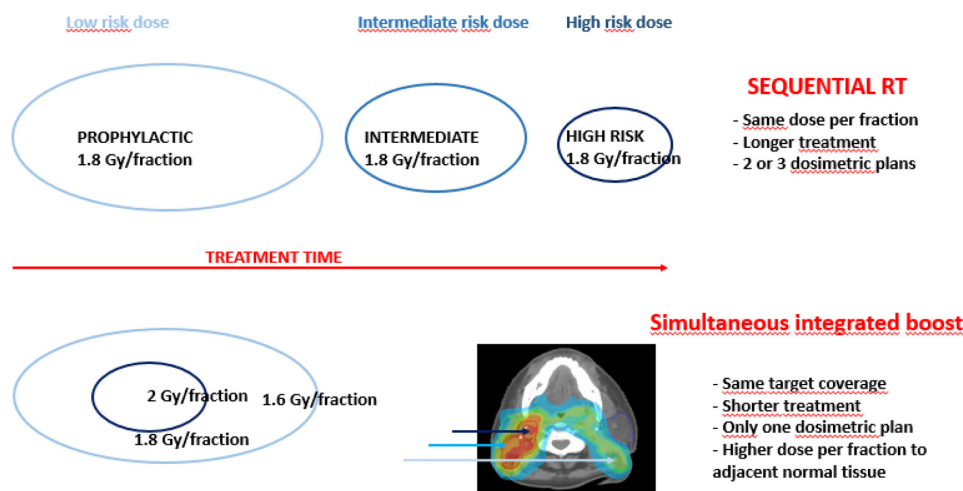 Low risk dose
Intermediate risk dose
High risk dose
PROPHYLACTIC
1.8 Gy/fraction
INTERMEDIATE
1.8 Gy/fraction
HIGH RISK
1.8 Gy/fraction
SEQUENTIAL RT
- Same dose per fraction
- Longer treatment
- 2 or 3 dosimetric plans
TREATMENT TIME
Simultaneous integrated boost
2 Gy/fraction
1.6 Gy/fraction
1.8 Gy/fraction
- Same target coverage
- Shorter treatment
- Only one dosimetric plan
- Higher dose per fraction to
adjacent normal tissue